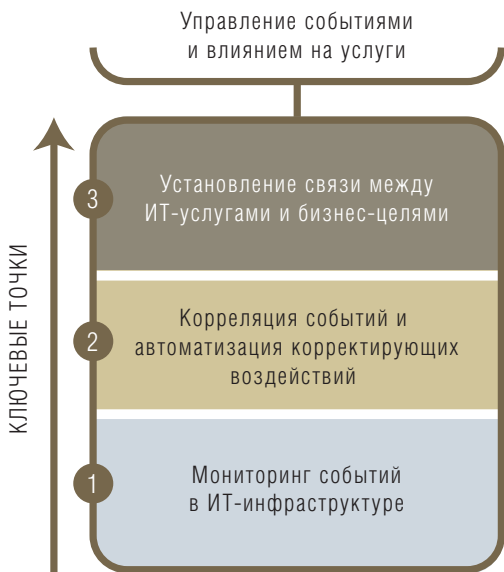 Управление событиями
и влиянием на услуги
3
Установление связи между
ИТ-услугами и бизнес-целями
КЛЮЧЕВЫЕ ТОЧКИ
2
Корреляция событий и
автоматизация корректирующих
воздействий
1
Мониторинг событий
в ИТ-инфраструктуре